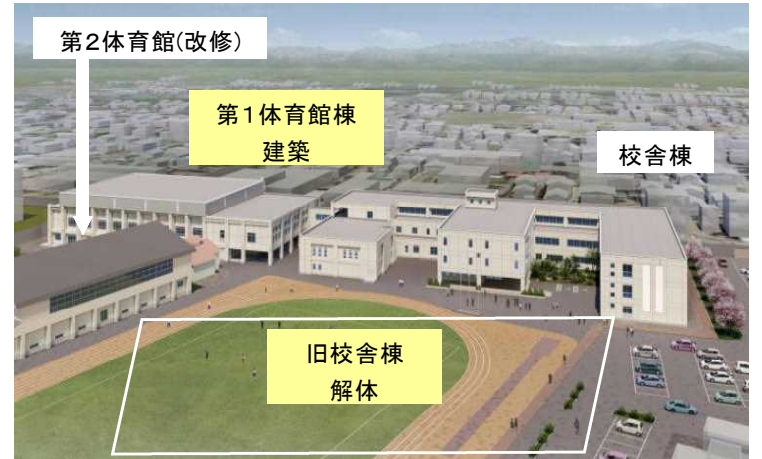 第2体育館(改修)
第1体育館棟
建築
校舎棟
旧校舎棟
解体